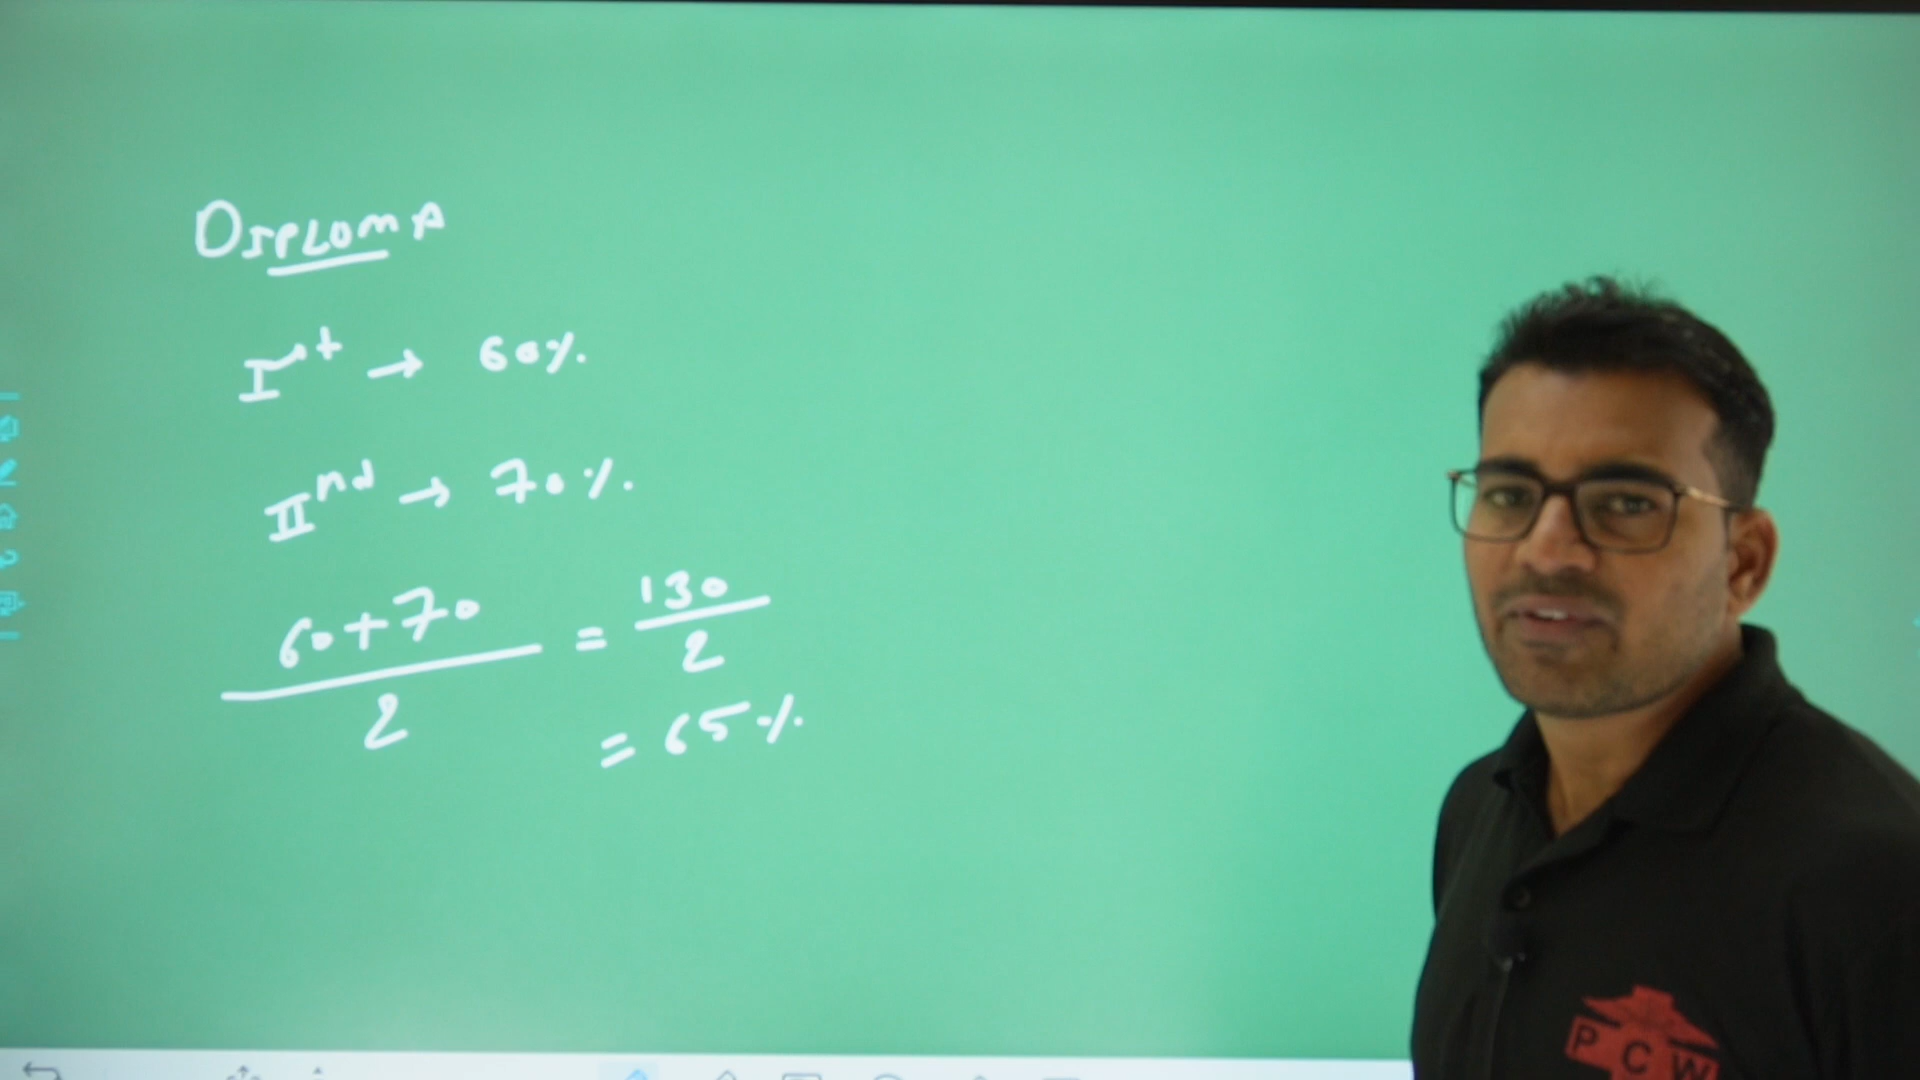 DIPLOMA
Ist → 60%.
IInd → 70%.
60+70 / 2 = 130 / 2
= 65%
PCW